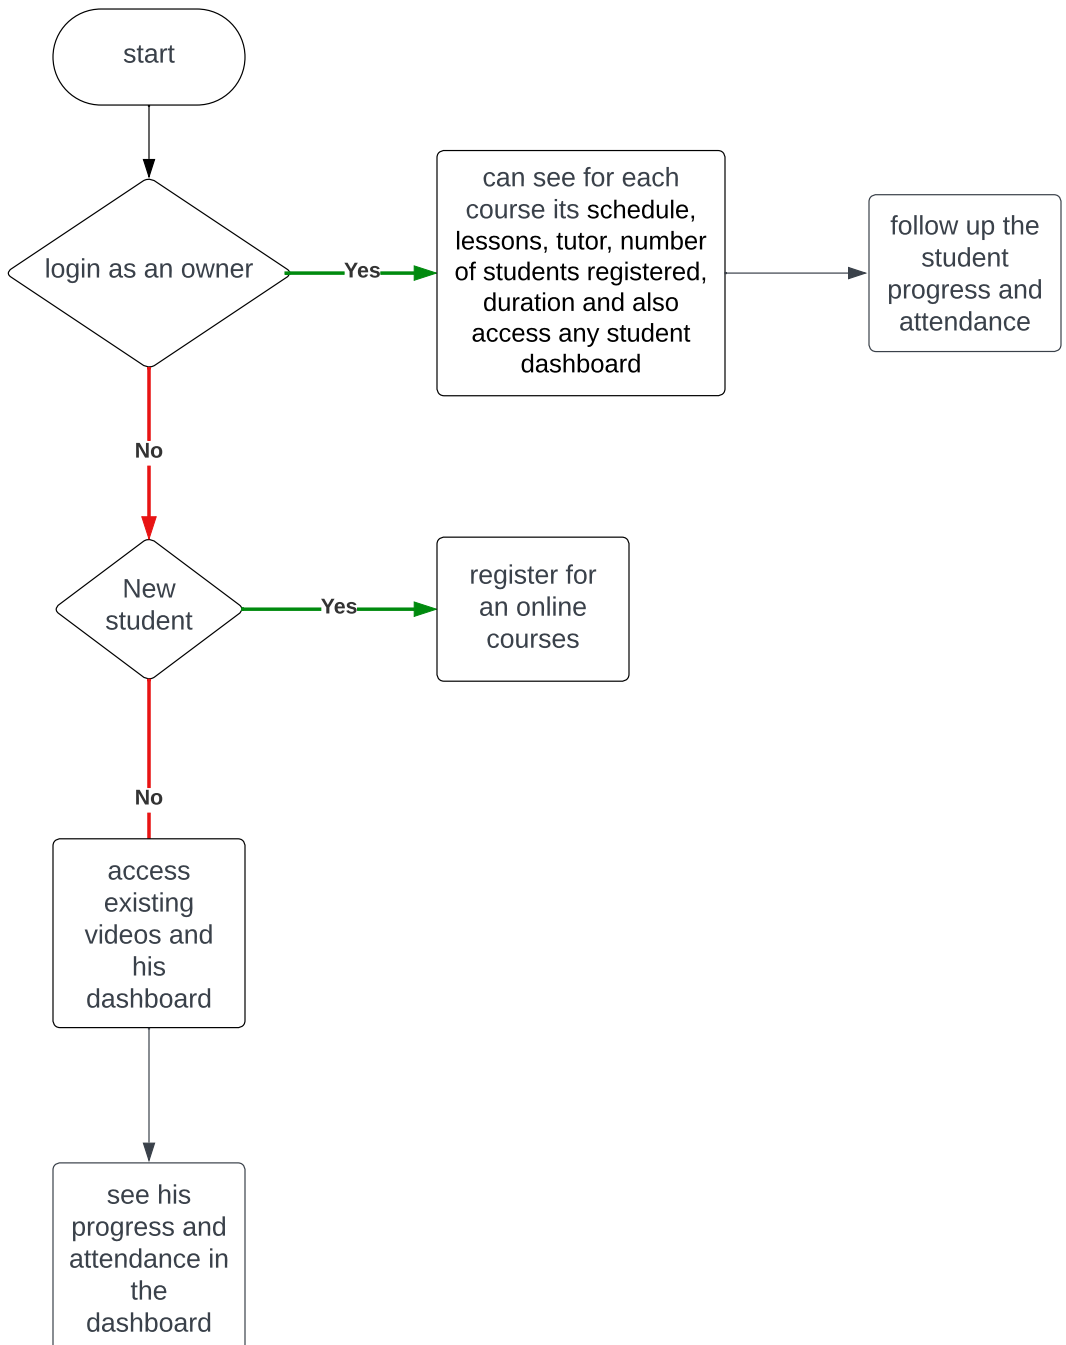 start
login as an owner
Yes
can see for each
course its schedule,
lessons, tutor, number
of students registered,
duration and also
access any student
dashboard
follow up the
student
progress and
attendance
No
New
student
Yes
register for
an online
courses
No
access
existing
videos and
his
dashboard
see his
progress and
attendance in
the
dashboard